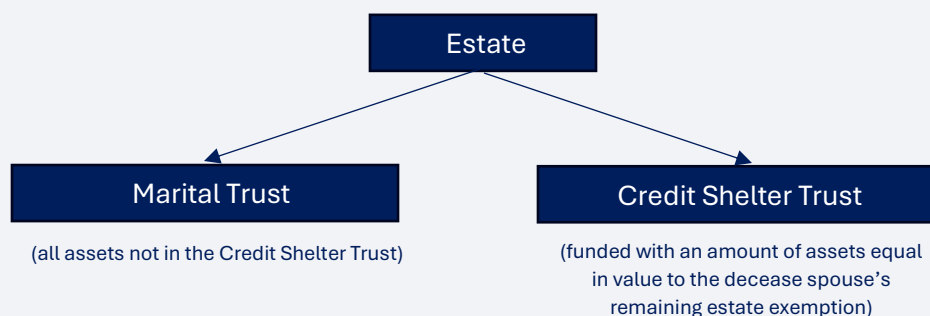 Estate
Marital Trust
(all assets not in the Credit Shelter Trust)
Credit Shelter Trust
(funded with an amount of assets equal
in value to the decease spouse’s
remaining estate exemption)